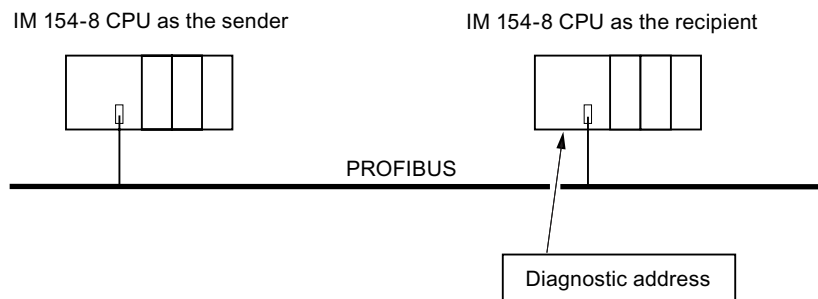 IM 154-8 CPU as the sender
IM 154-8 CPU as the recipient
PROFIBUS
Diagnostic address